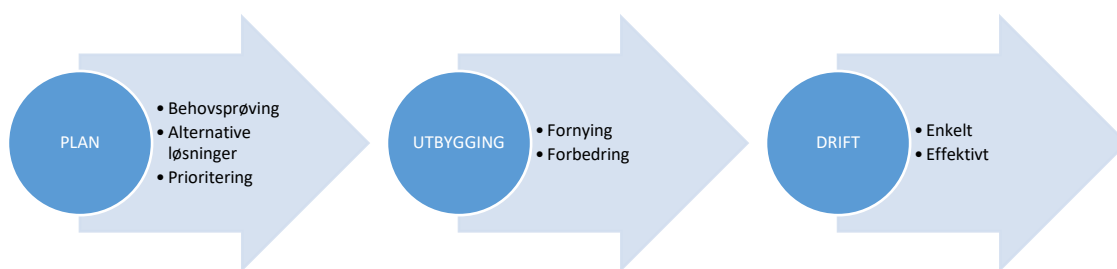 PLAN
• Behovsprøving
• Alternative
løsninger
• Prioritering
UTBYGGING
• Fornying
• Forbedring
DRIFT
• Enkelt
• Effektivt